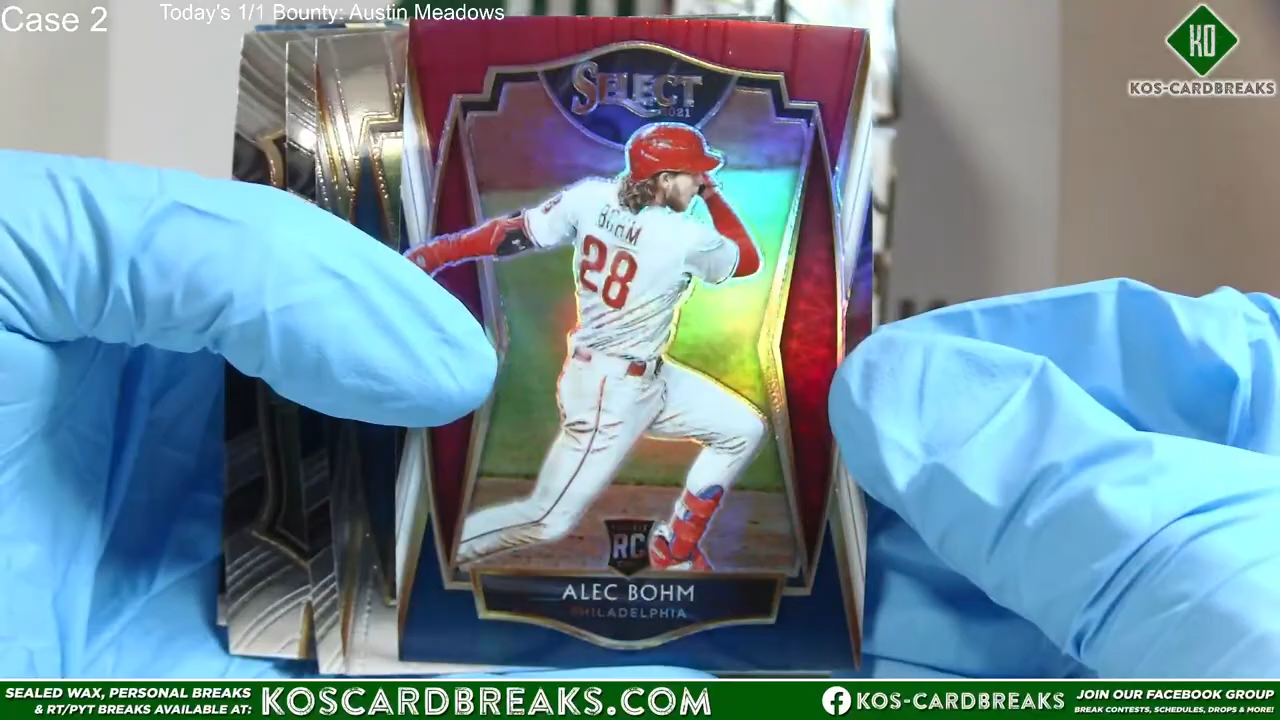 Case 2
Today's 1/1 Bounty: Austin Meadows
KO
KOS-CARDBREAKS
SELECT
2021
BOHM
28
RC
ALEC BOHM
PHILADELPHIA
SEALED WAX, PERSONAL BREAKS
& RT/PYT BREAKS AVAILABLE AT:
KOSCARDBREAKS.COM
KOS-CARDBREAKS
JOIN OUR FACEBOOK GROUP
BREAK CONTESTS, SCHEDULES, DROPS & MORE!